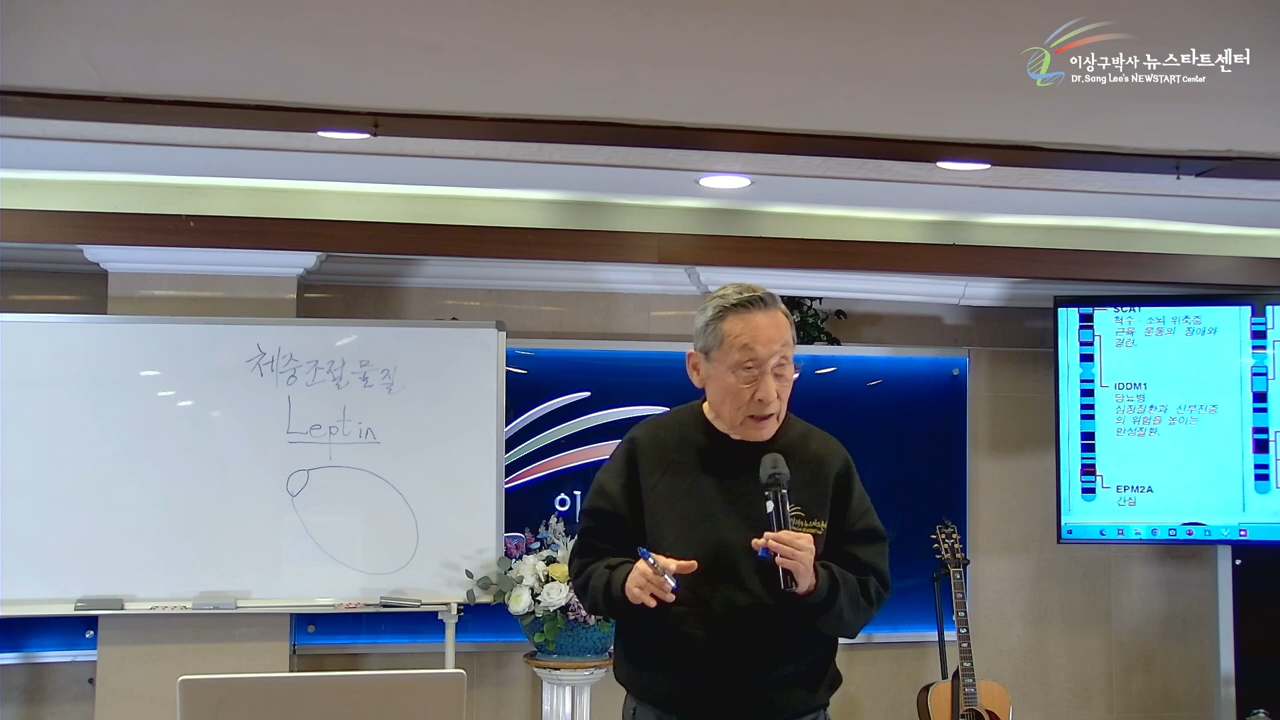 이상구박사 뉴스타트센터
Dr. Sang Lee's NEWSTART Center
체중조절 물질
Leptin
이
SCA1
척수 소뇌 위축증
근육 운동의 장애와
경련.
IDDM1
당뇨병
심장질환과 신부전증
의 위험을 높이는
만성질환.
EPM2A
간질